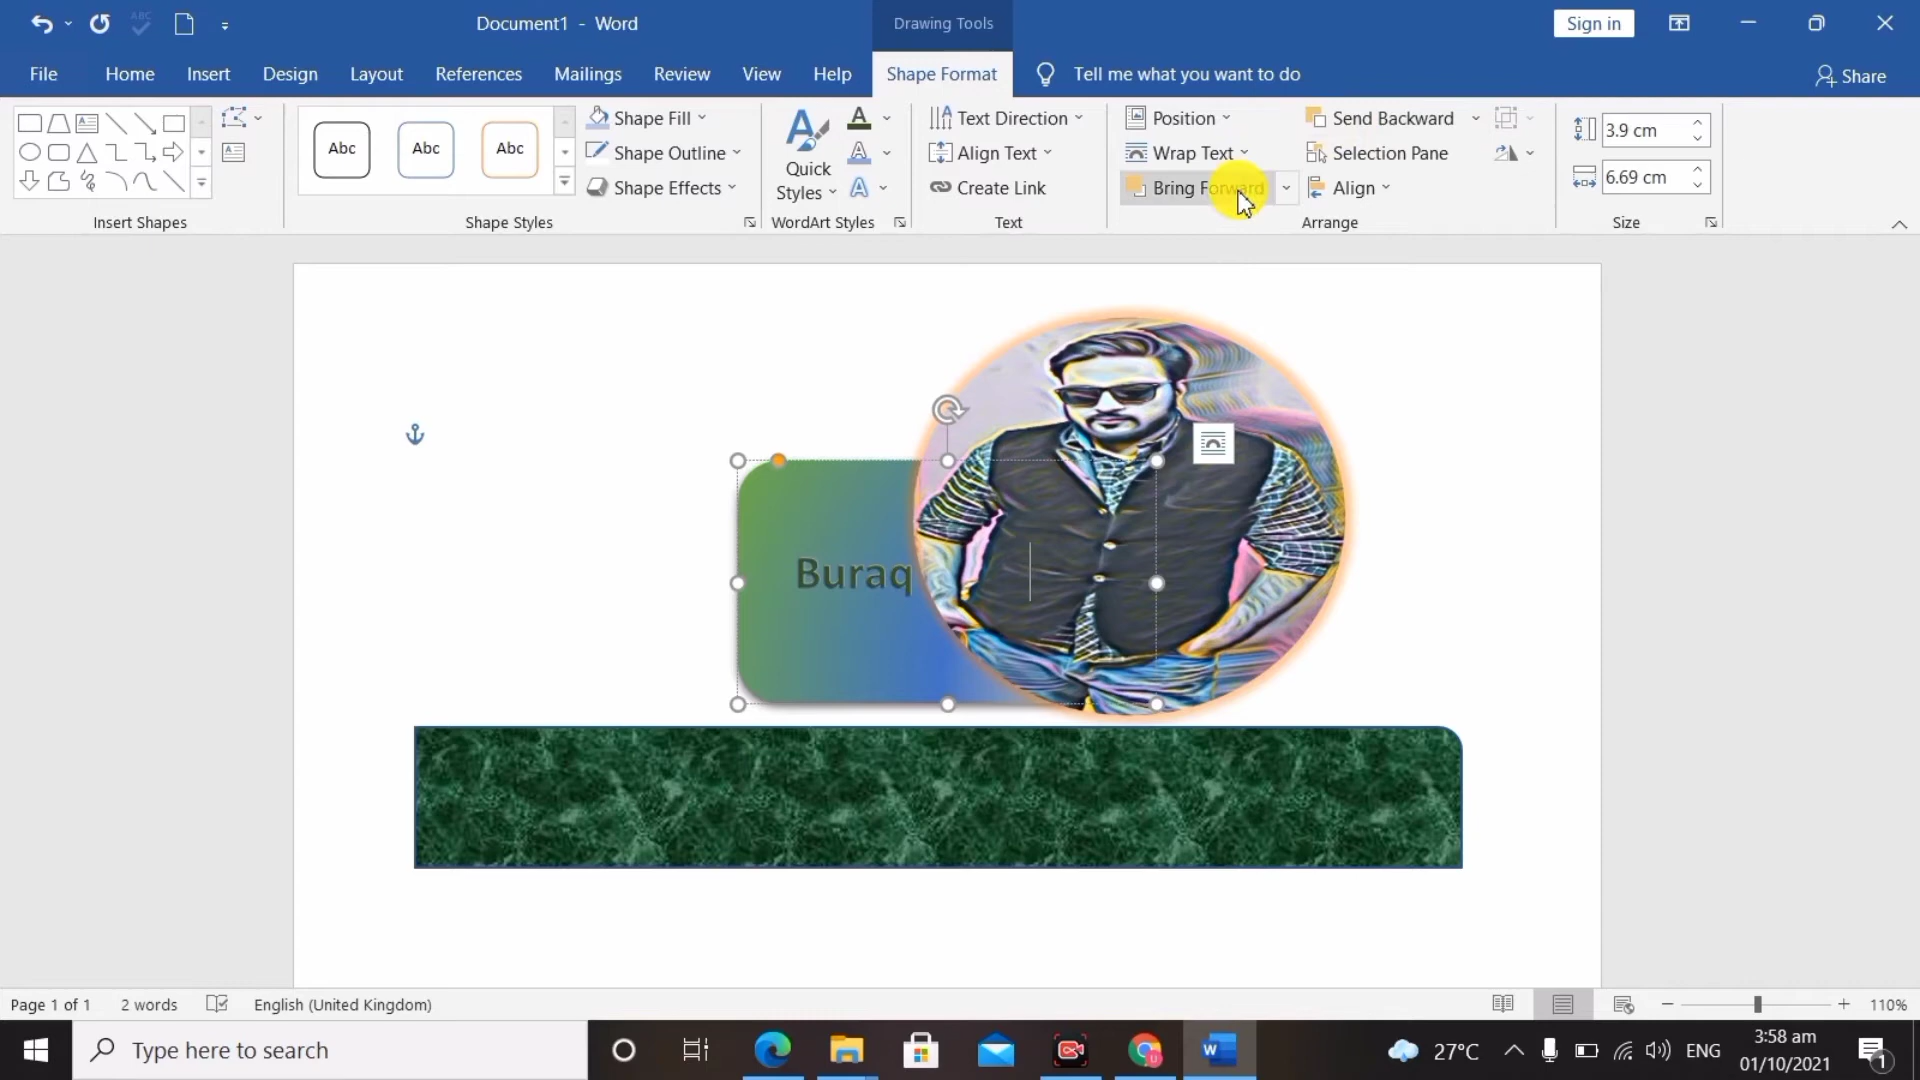 Document1 - Word
Drawing Tools
Sign in
File Home Insert Design Layout References Mailings Review View Help Shape Format Tell me what you want to do Share
Abc Abc Abc
Shape Fill
Shape Outline
Shape Effects
Quick
Styles
Text Direction
Align Text
Create Link
Position
Wrap Text
Bring Forward
Send Backward
Selection Pane
Align
3.9 cm
6.69 cm
Insert Shapes Shape Styles WordArt Styles Text Arrange Size
Buraq
Page 1 of 1 2 words English (United Kingdom) 110%
Type here to search
27°C ENG 3:58 am
01/10/2021
1